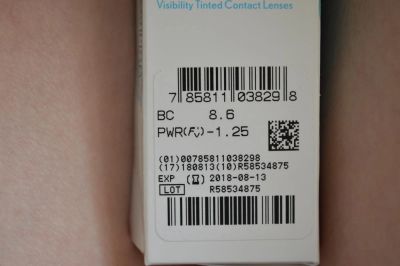 Visibility Tinted Contact Lenses
7 85811 03829 8
BC 8.6
PWR(Fv)-1.25
(01)00785811038298
(17)180813(10)R58534875
EXP 2018-08-13
LOT R58534875